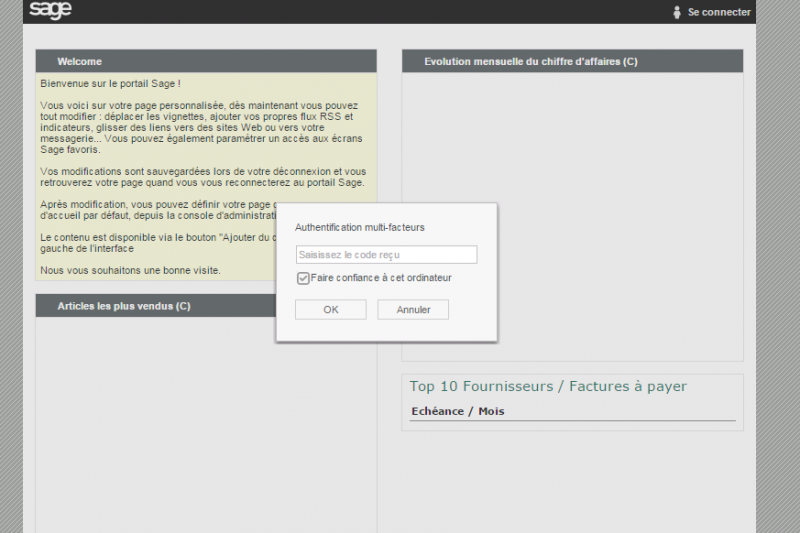 sage
Se connecter
Welcome
Bienvenue sur le portail Sage !
Vous voici sur votre page personnalisée, dès maintenant vous pouvez
tout modifier : déplacer les vignettes, ajouter vos propres flux RSS et
indicateurs, glisser des liens vers des sites Web ou vers votre
messagerie... Vous pouvez également paramétrer un accès aux écrans
Sage favoris.
Vos modifications sont sauvegardées lors de votre déconnexion et vous
retrouverez votre page quand vous vous reconnecterez au portail Sage.
Après modification, vous pouvez définir votre page
d'accueil par défaut, depuis la console d'administrati
Le contenu est disponible via le bouton "Ajouter du
gauche de l'interface
Nous vous souhaitons une bonne visite.
Articles les plus vendus (C)
Evolution mensuelle du chiffre d'affaires (C)
Authentification multi-facteurs
Saisissez le code reçu
Faire confiance à cet ordinateur
OK
Annuler
Top 10 Fournisseurs / Factures à payer
Echéance / Mois